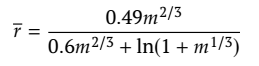 r̅ = 0.49m^{2/3} / (0.6m^{2/3} + ln(1 + m^{1/3}))